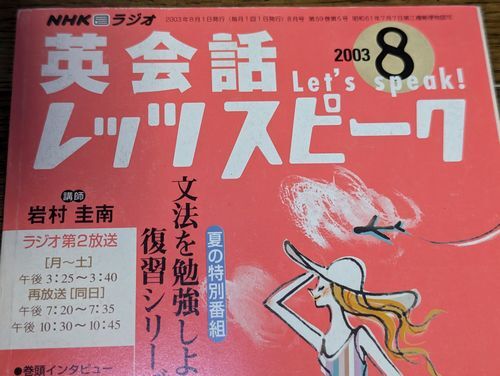 NHK ラジオ
2003年8月1日発行(毎月1回1日発行)8月号 第59巻第5号 昭和61年7月7日第三種郵便物認可
2003 8
英会話
Let's speak!
レッツスピーク
講師
岩村 圭南
ラジオ第2放送
[月〜土]
午後 3:25〜3:40
再放送[同日]
午後 7:20〜7:35
午後 10:30〜10:45
夏の特別番組
文法を勉強しよ
復習シリーズ
●巻頭インタビュー